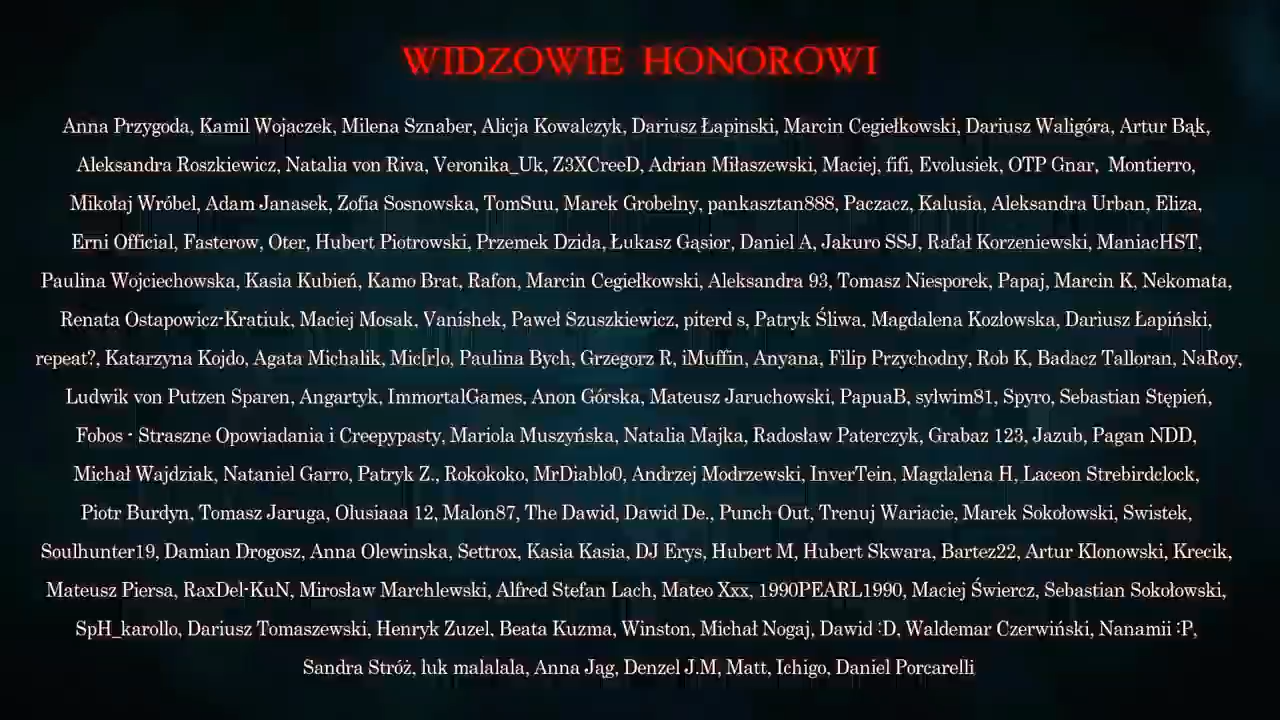 WIDZOWIE HONOROWI
Anna Przygoda, Kamil Wojaczek, Milena Sznaber, Alicja Kowalczyk, Dariusz Łapinski, Marcin Cegiełkowski, Dariusz Waligóra, Artur Bąk,
Aleksandra Roszkiewicz, Natalia von Riva, Veronika_Uk, Z3XCreeD, Adrian Miłaszewski, Maciej, fifi, Evolusiek, OTP Gnar, Montierro,
Mikołaj Wróbel, Adam Janasek, Zofia Sosnowska, TomSuu, Marek Grobelny, pankasztan888, Paczacz, Kalusia, Aleksandra Urban, Eliza,
Erni Official, Fasterow, Oter, Hubert Piotrowski, Przemek Dzida, Łukasz Gąsior, Daniel A, Jakuro SSJ, Rafał Korzeniewski, ManiacHST,
Paulina Wojciechowska, Kasia Kubień, Kamo Brat, Rafon, Marcin Cegiełkowski, Aleksandra 93, Tomasz Niesporek, Papaj, Marcin K, Nekomata,
Renata Ostapowicz-Kratiuk, Maciej Mosak, Vanishek, Paweł Szuszkiewicz, piterd s, Patryk Śliwa, Magdalena Kozłowska, Dariusz Łapiński,
repeat?, Katarzyna Kojdo, Agata Michalik, Mic[r]o, Paulina Bych, Grzegorz R, iMuffin, Anyana, Filip Przychodny, Rob K, Badacz Talloran, NaRoy,
Ludwik von Putzen Sparen, Angartyk, ImmortalGames, Anon Górska, Mateusz Jaruchowski, PapuaB, sylwim81, Spyro, Sebastian Stępień,
Fobos - Straszne Opowiadania i Creepypasty, Mariola Muszyńska, Natalia Majka, Radosław Paterczyk, Grabaz 123, Jazub, Pagan NDD,
Michał Wajdziak, Nataniel Garro, Patryk Z., Rokokoko, MrDiablo0, Andrzej Modrzewski, InverTein, Magdalena H, Laceon Strebirdclock,
Piotr Burdyn, Tomasz Jaruga, Olusiaaa 12, Malon87, The Dawid, Dawid De., Punch Out, Trenuj Wariacie, Marek Sokołowski, Swistek,
Soulhunter19, Damian Drogosz, Anna Olewinska, Settrox, Kasia Kasia, DJ Erys, Hubert M, Hubert Skwara, Bartez22, Artur Klonowski, Krecik,
Mateusz Piersa, RaxDel-KuN, Mirosław Marchlewski, Alfred Stefan Lach, Mateo Xxx, 1990PEARL1990, Maciej Świercz, Sebastian Sokołowski,
SpH_karollo, Dariusz Tomaszewski, Henryk Zuzel, Beata Kuzma, Winston, Michał Nogaj, Dawid :D, Waldemar Czerwiński, Nanamii :P,
Sandra Stróż, luk malalala, Anna Jąg, Denzel J.M, Matt, Ichigo, Daniel Porcarelli